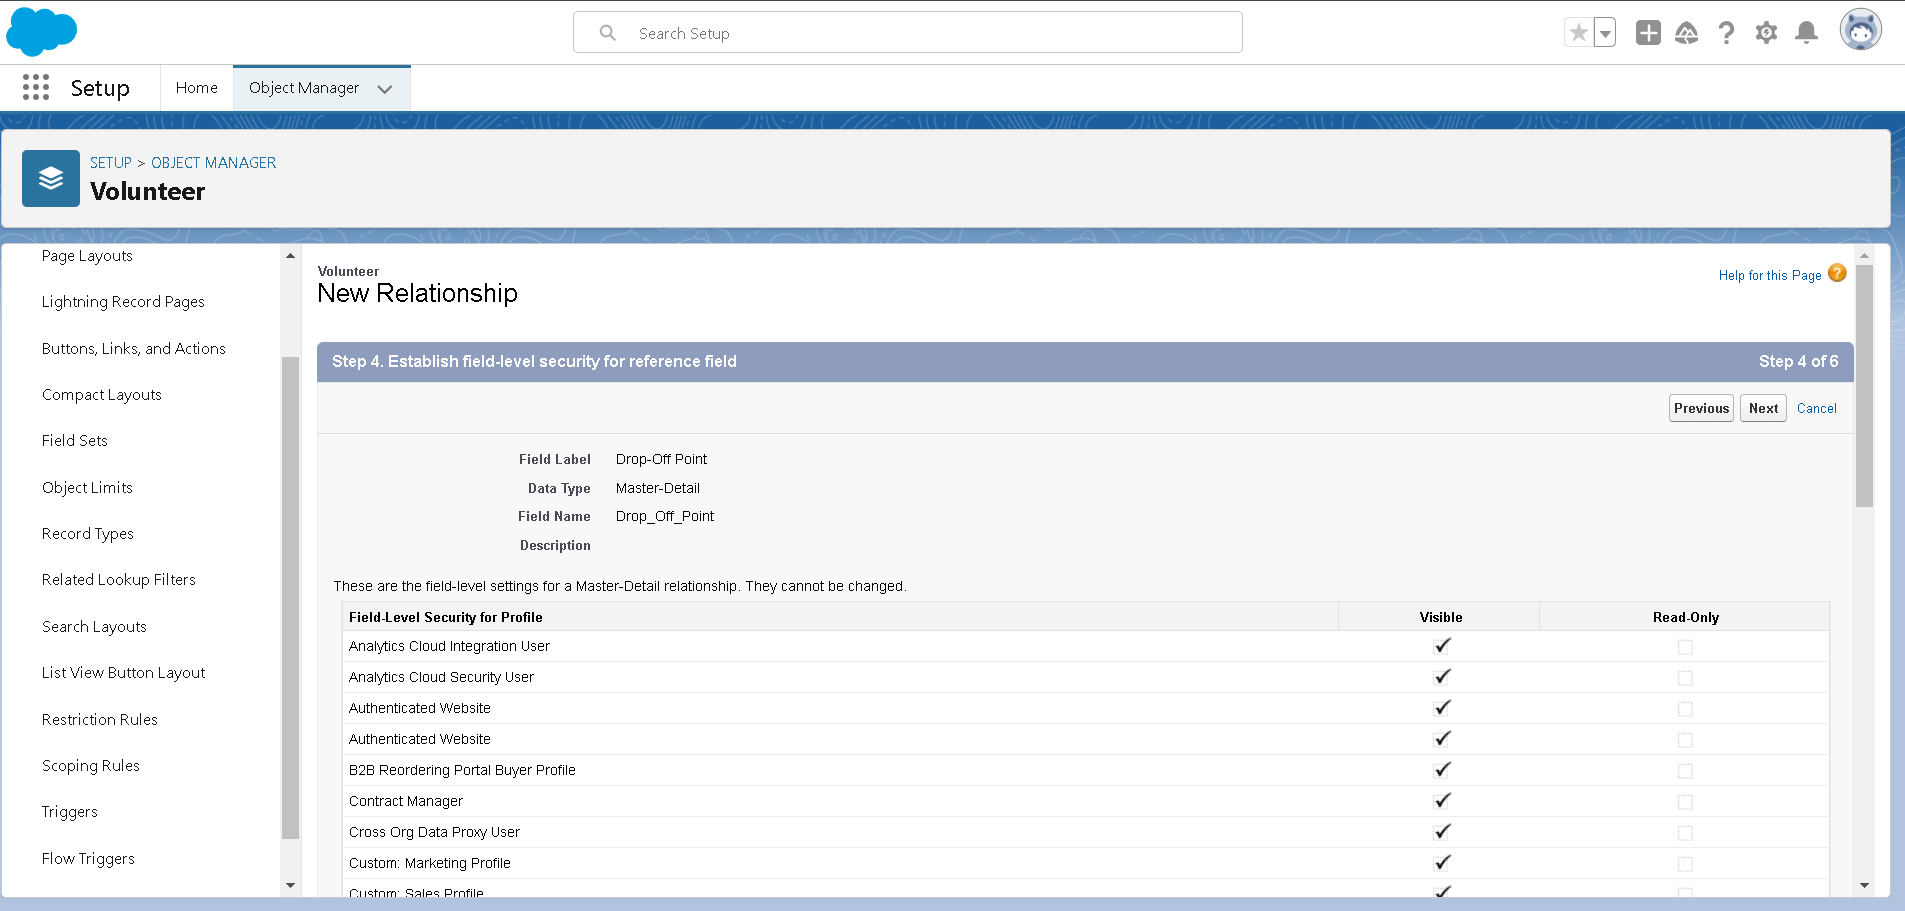 Search Setup
Setup
Home
Object Manager
SETUP > OBJECT MANAGER
Volunteer
Page Layouts
Lightning Record Pages
Buttons, Links, and Actions
Compact Layouts
Field Sets
Object Limits
Record Types
Related Lookup Filters
Search Layouts
List View Button Layout
Restriction Rules
Scoping Rules
Triggers
Flow Triggers
Volunteer
New Relationship
Help for this Page
Step 4. Establish field-level security for reference field
Step 4 of 6
Previous Next Cancel
Field Label Drop-Off Point
Data Type Master-Detail
Field Name Drop_Off_Point
Description
These are the field-level settings for a Master-Detail relationship. They cannot be changed.
Field-Level Security for Profile Visible Read-Only
Analytics Cloud Integration User
Analytics Cloud Security User
Authenticated Website
Authenticated Website
B2B Reordering Portal Buyer Profile
Contract Manager
Cross Org Data Proxy User
Custom: Marketing Profile
Custom: Sales Profile